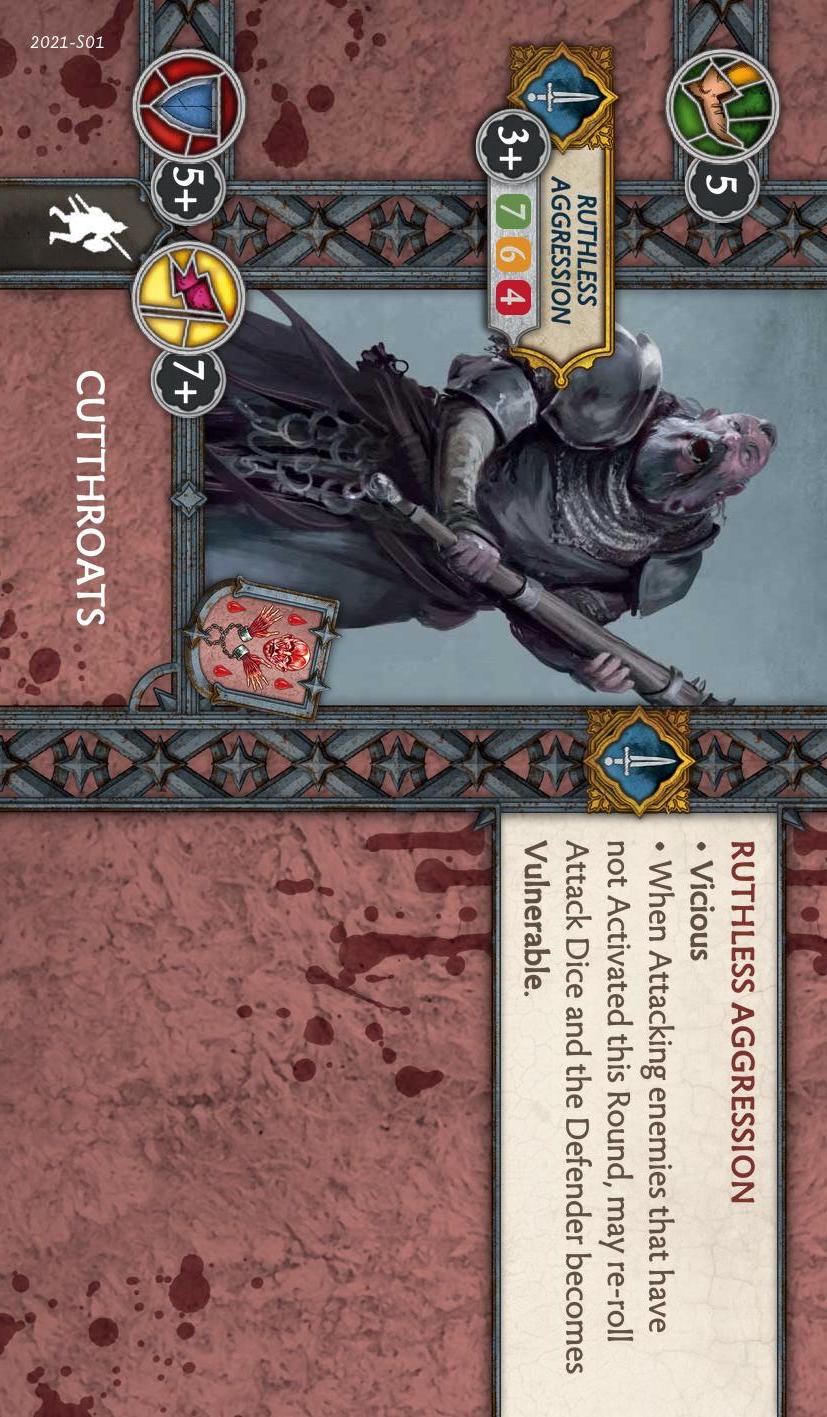 5
RUTHLESS
AGGRESSION
3+
7 6 4
5+
7+
CUTTHROATS
2021-S01
RUTHLESS AGGRESSION
• Vicious
• When Attacking enemies that have
not Activated this Round, may re-roll
Attack Dice and the Defender becomes
Vulnerable.